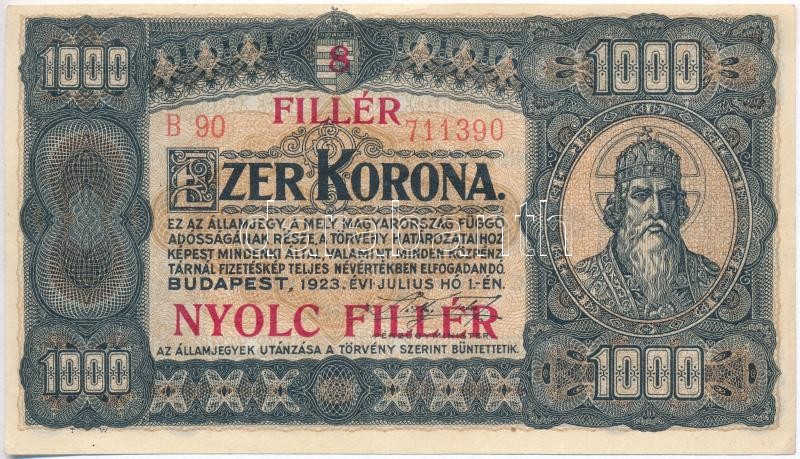 1000
8
1000
FILLÉR
B 90
711390
EZER KORONA.
EZ AZ ÁLLAMJEGY, A MELY MAGYARORSZÁG FÜGGŐ
ADÓSSÁGÁNAK RÉSZE, A TÖRVÉNY HATÁROZATAIHOZ
KÉPEST MINDENKI ÁLTAL, VALAMINT MINDEN KÖZPÉNZ-
TÁRNÁL FIZETÉSKÉP TELJES NÉVÉRTÉKBEN ELFOGADANDÓ.
BUDAPEST, 1923. ÉVI JULIUS HÓ 1.-ÉN.
NYOLC FILLÉR
PÉNZÜGYMINISTER
AZ ÁLLAMJEGYEK UTÁNZÁSA A TÖRVÉNY SZERINT BÜNTETTETIK.
1000
1000